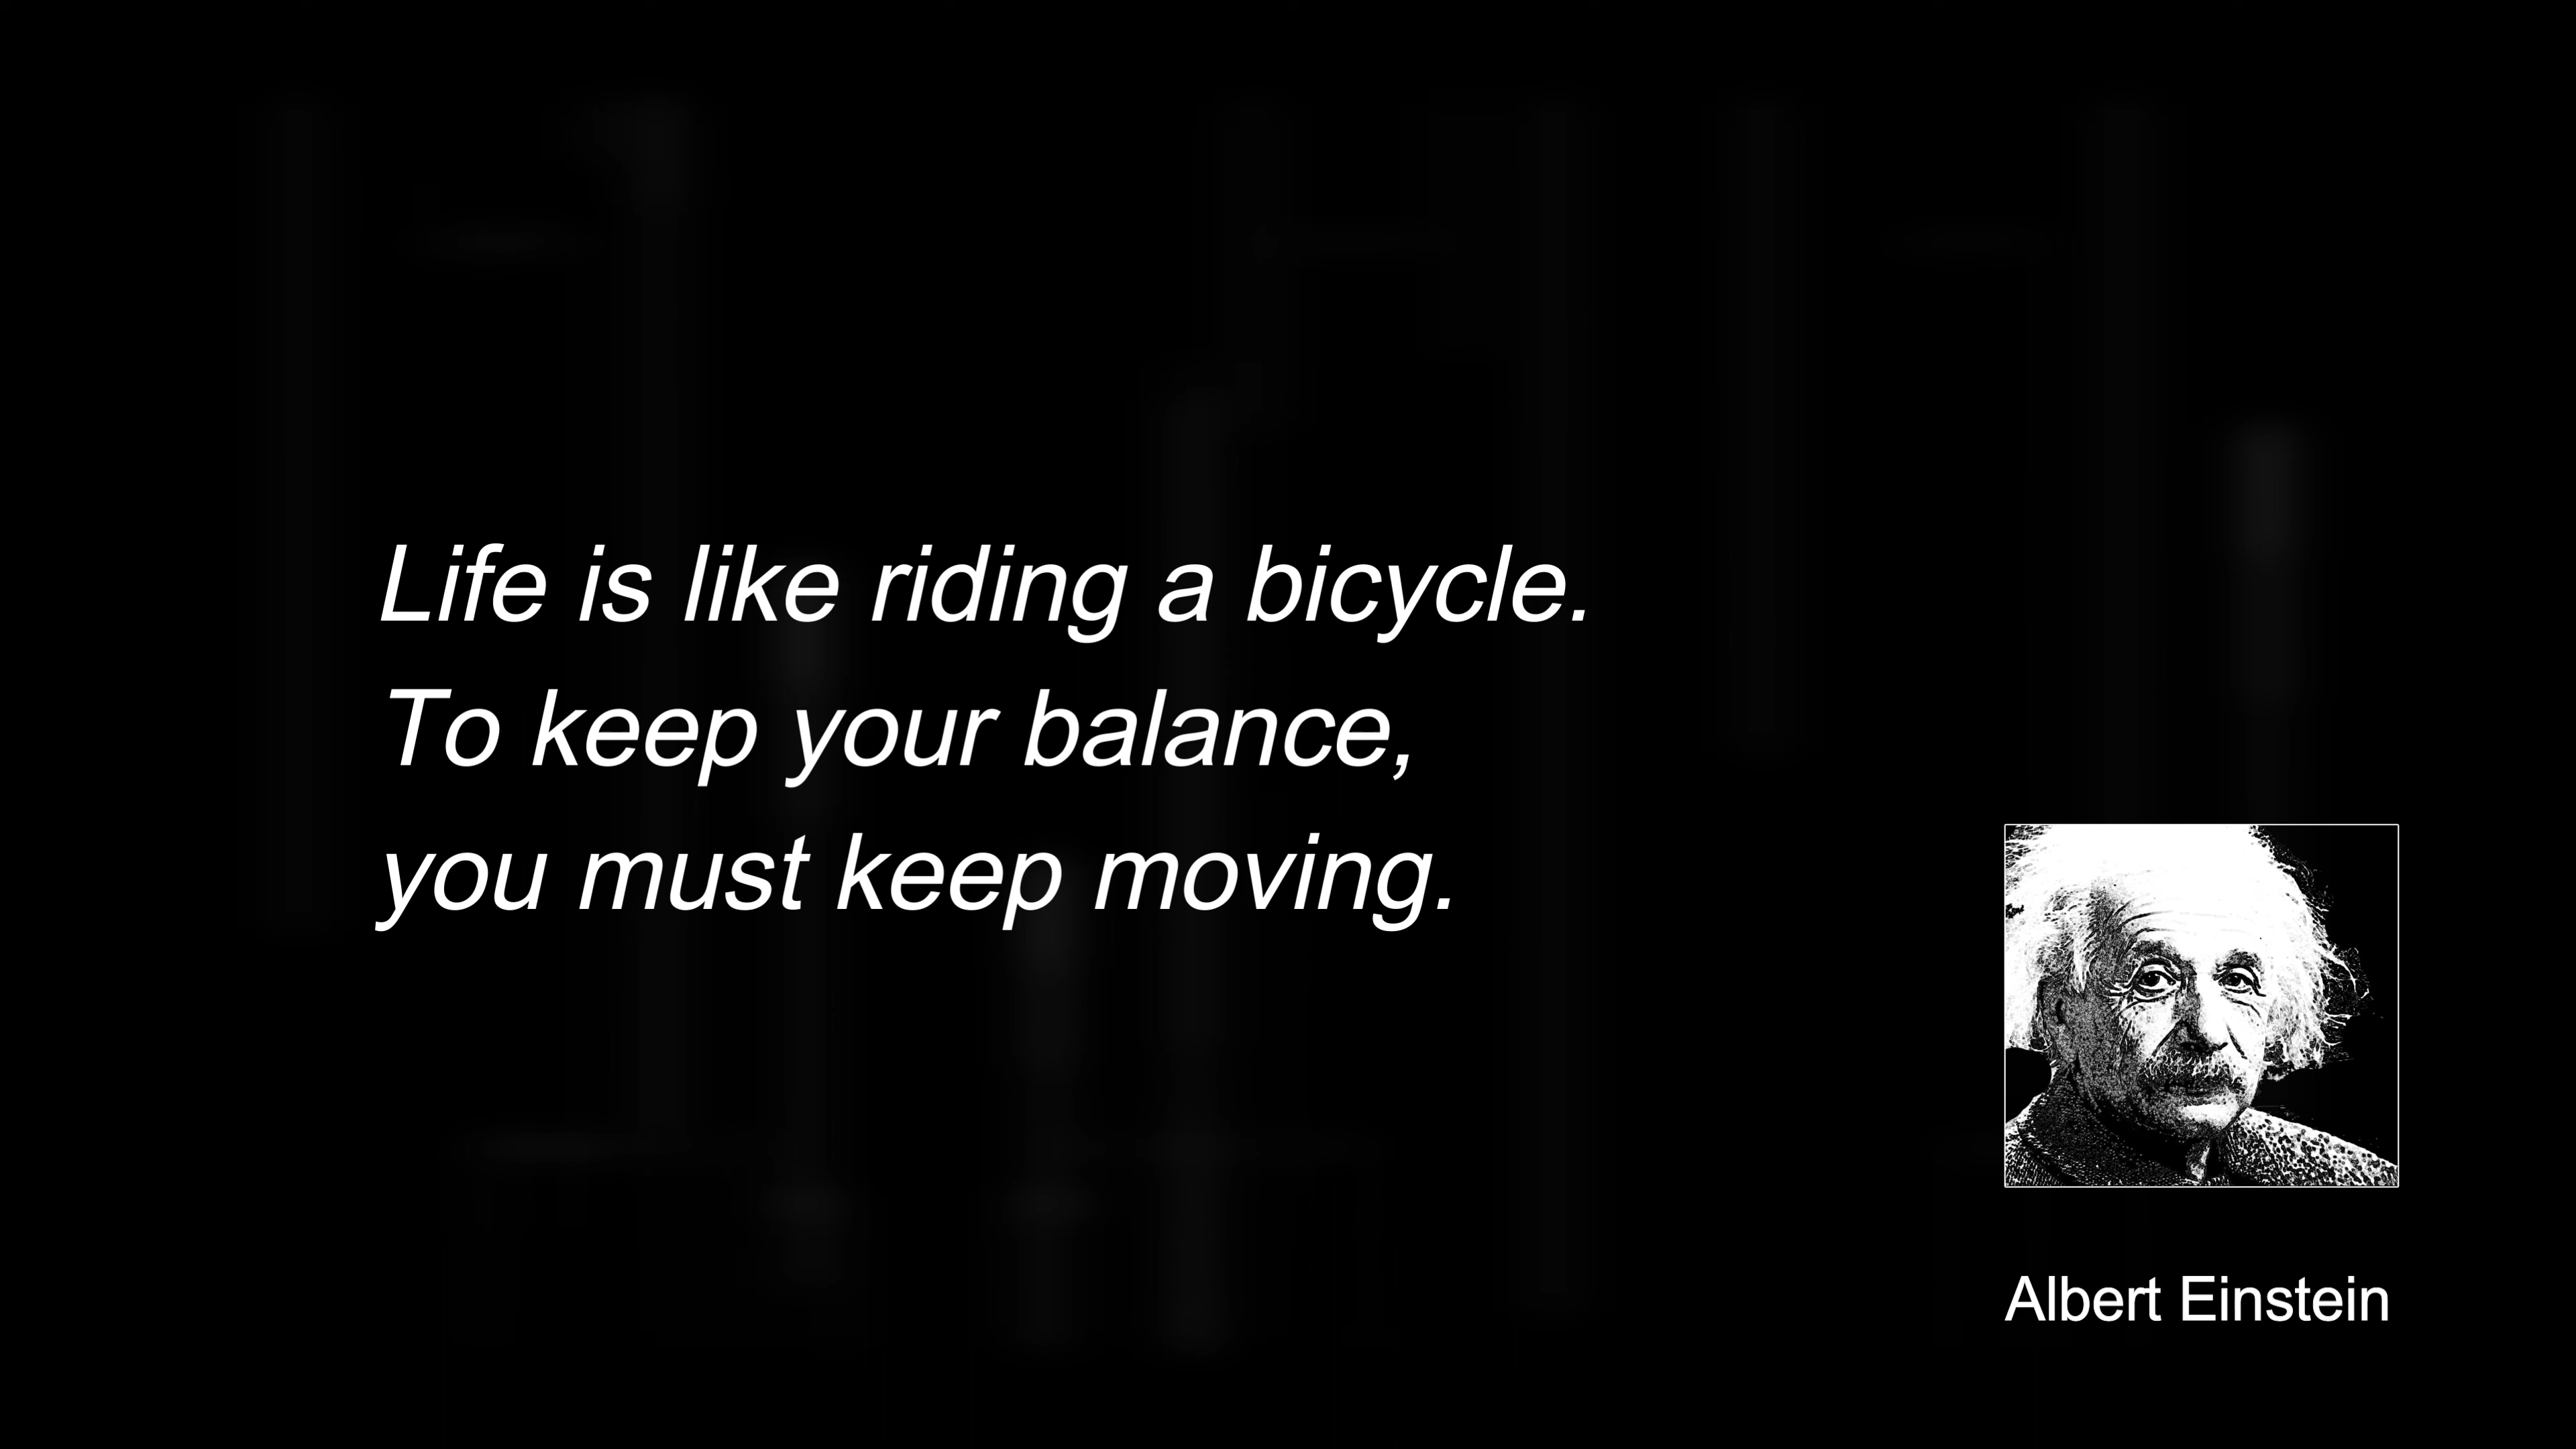 Life is like riding a bicycle.
To keep your balance,
you must keep moving.
Albert Einstein